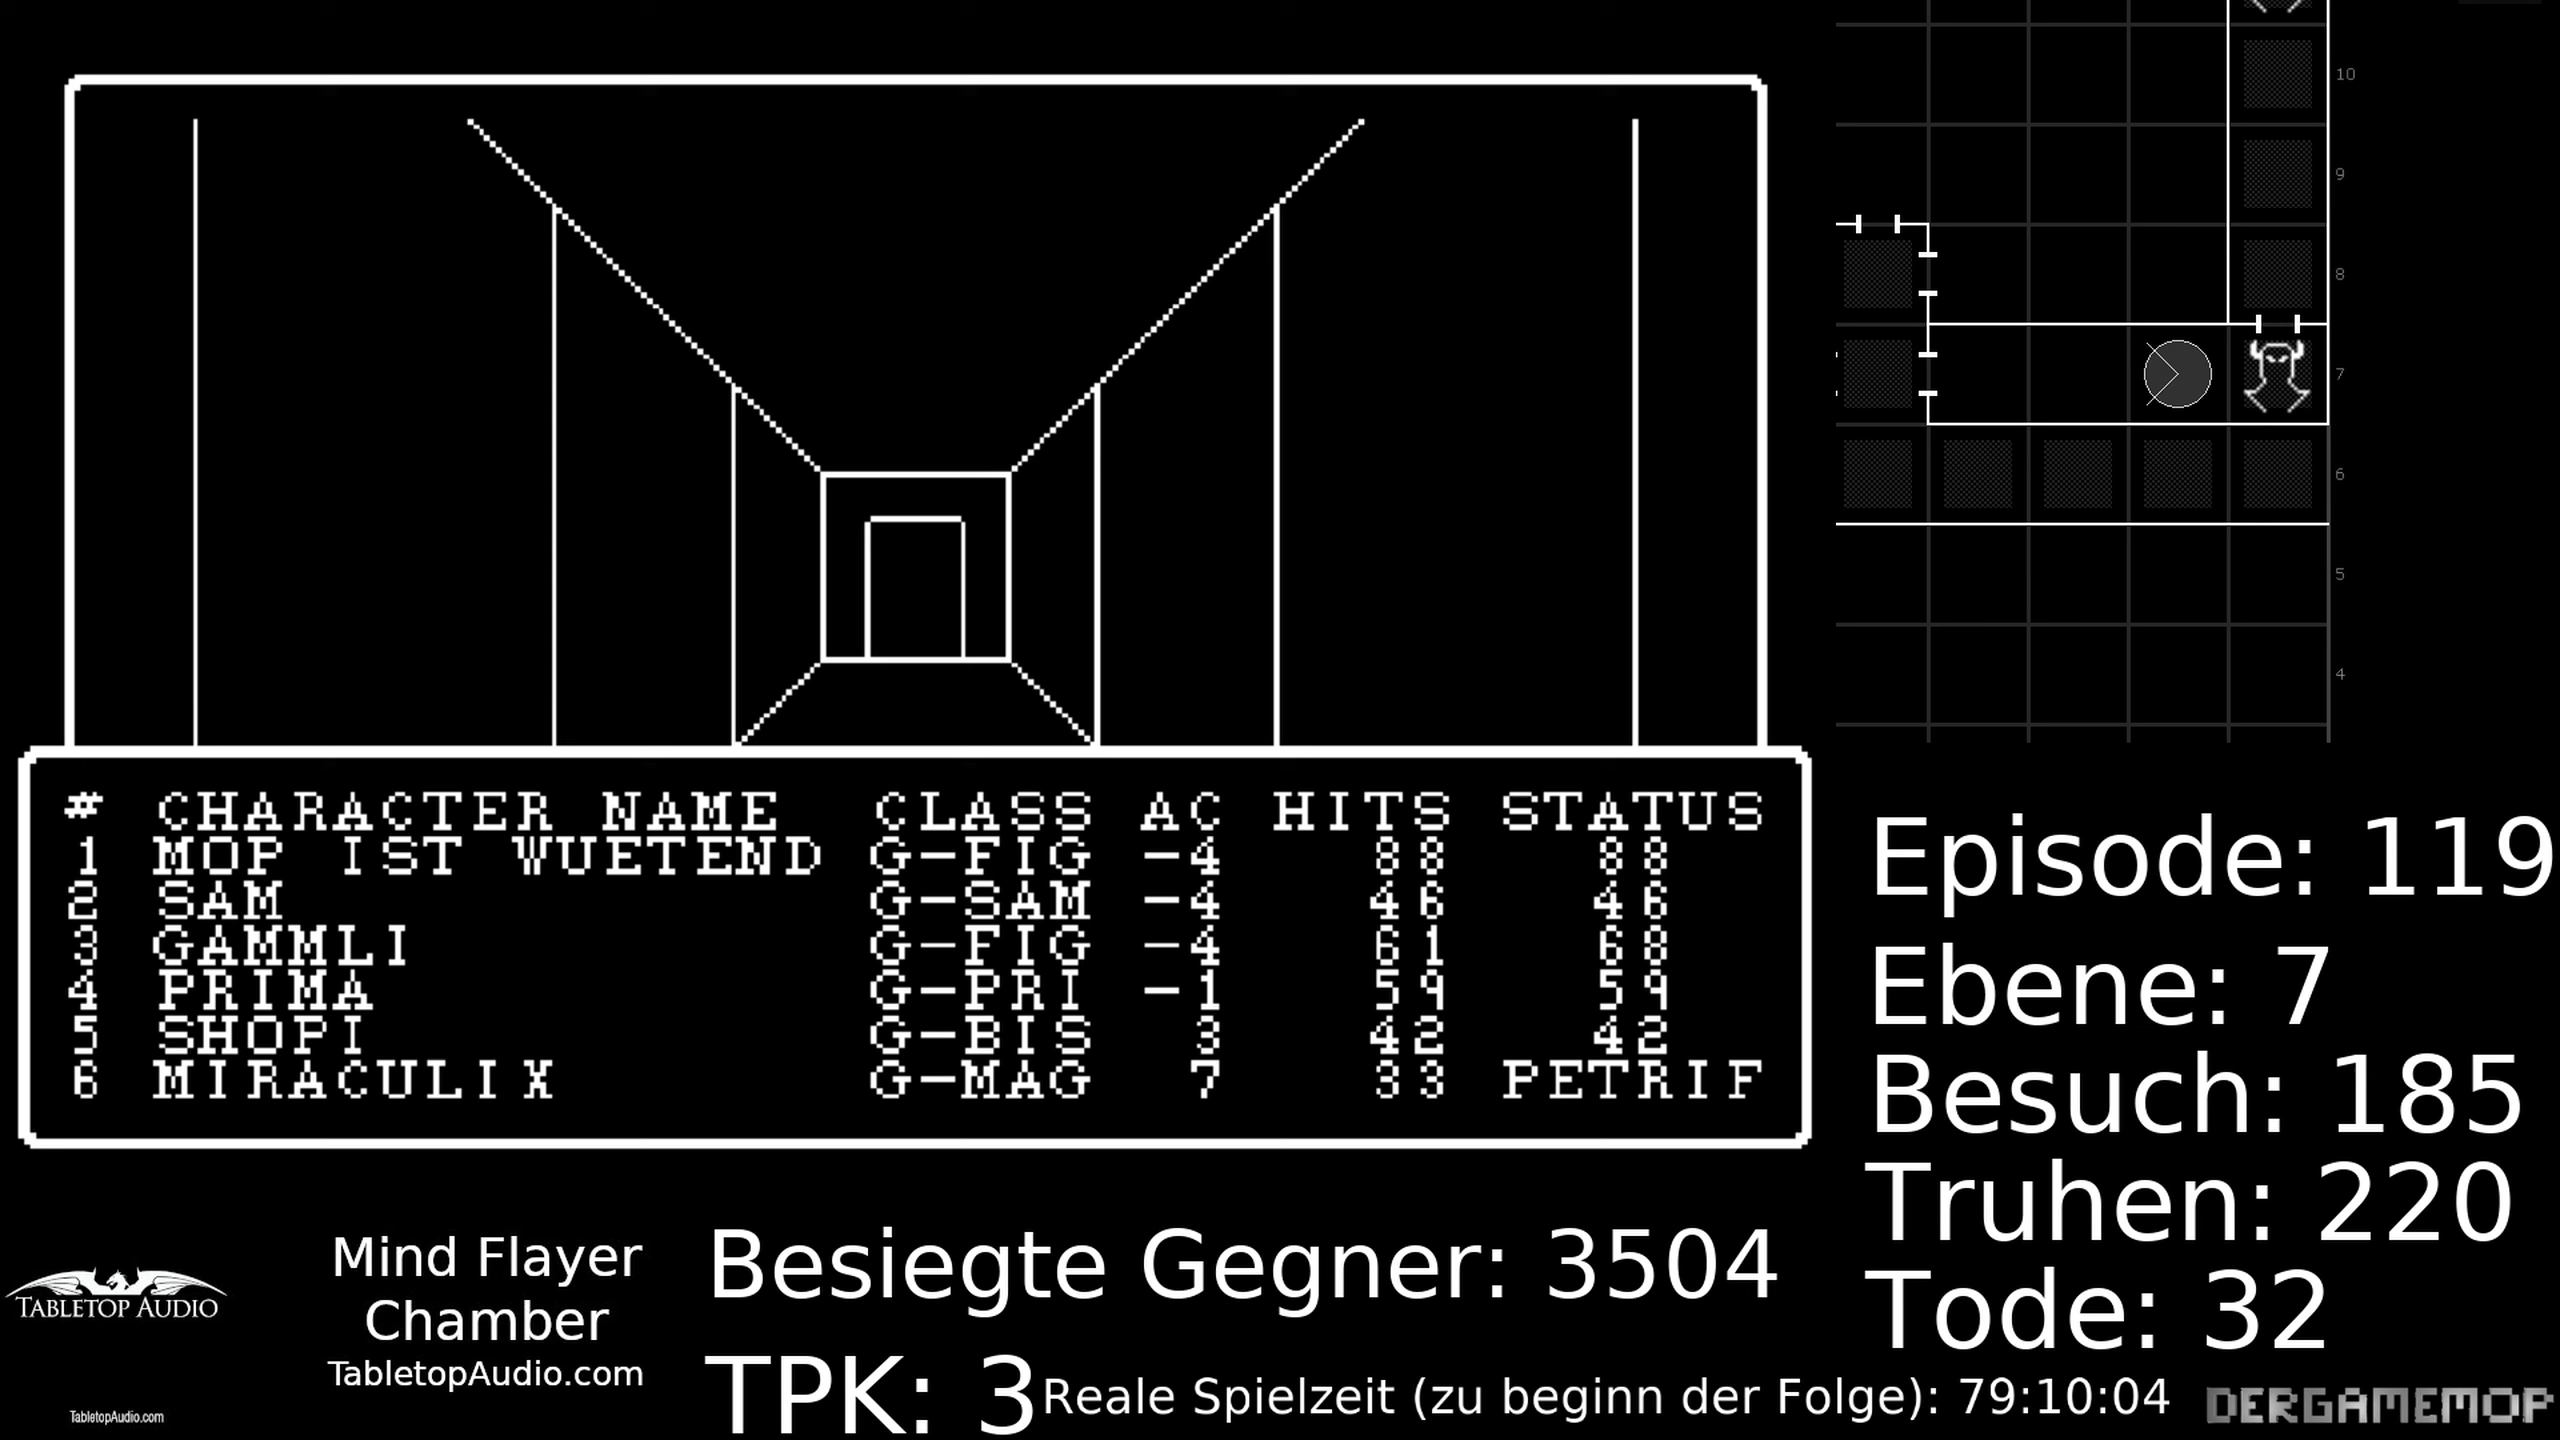 10
9
8
7
6
5
4
# CHARACTER NAME CLASS AC HITS STATUS
1 MOP IST WUETEND G-FIG -4 88 88
2 SAM G-SAM -4 46 46
3 GAMMLI G-FIG -4 61 68
4 PRIMA G-PRI -1 59 59
5 SHOPI G-BIS 3 42 42
6 MIRACULIX G-MAG 7 33 PETRIF
Episode: 119
Ebene: 7
Besuch: 185
Truhen: 220
Tode: 32
TABLETOP AUDIO
TabletopAudio.com
Mind Flayer
Chamber
TabletopAudio.com
Besiegte Gegner: 3504
TPK: 3
Reale Spielzeit (zu beginn der Folge): 79:10:04
DERGAMEMOP